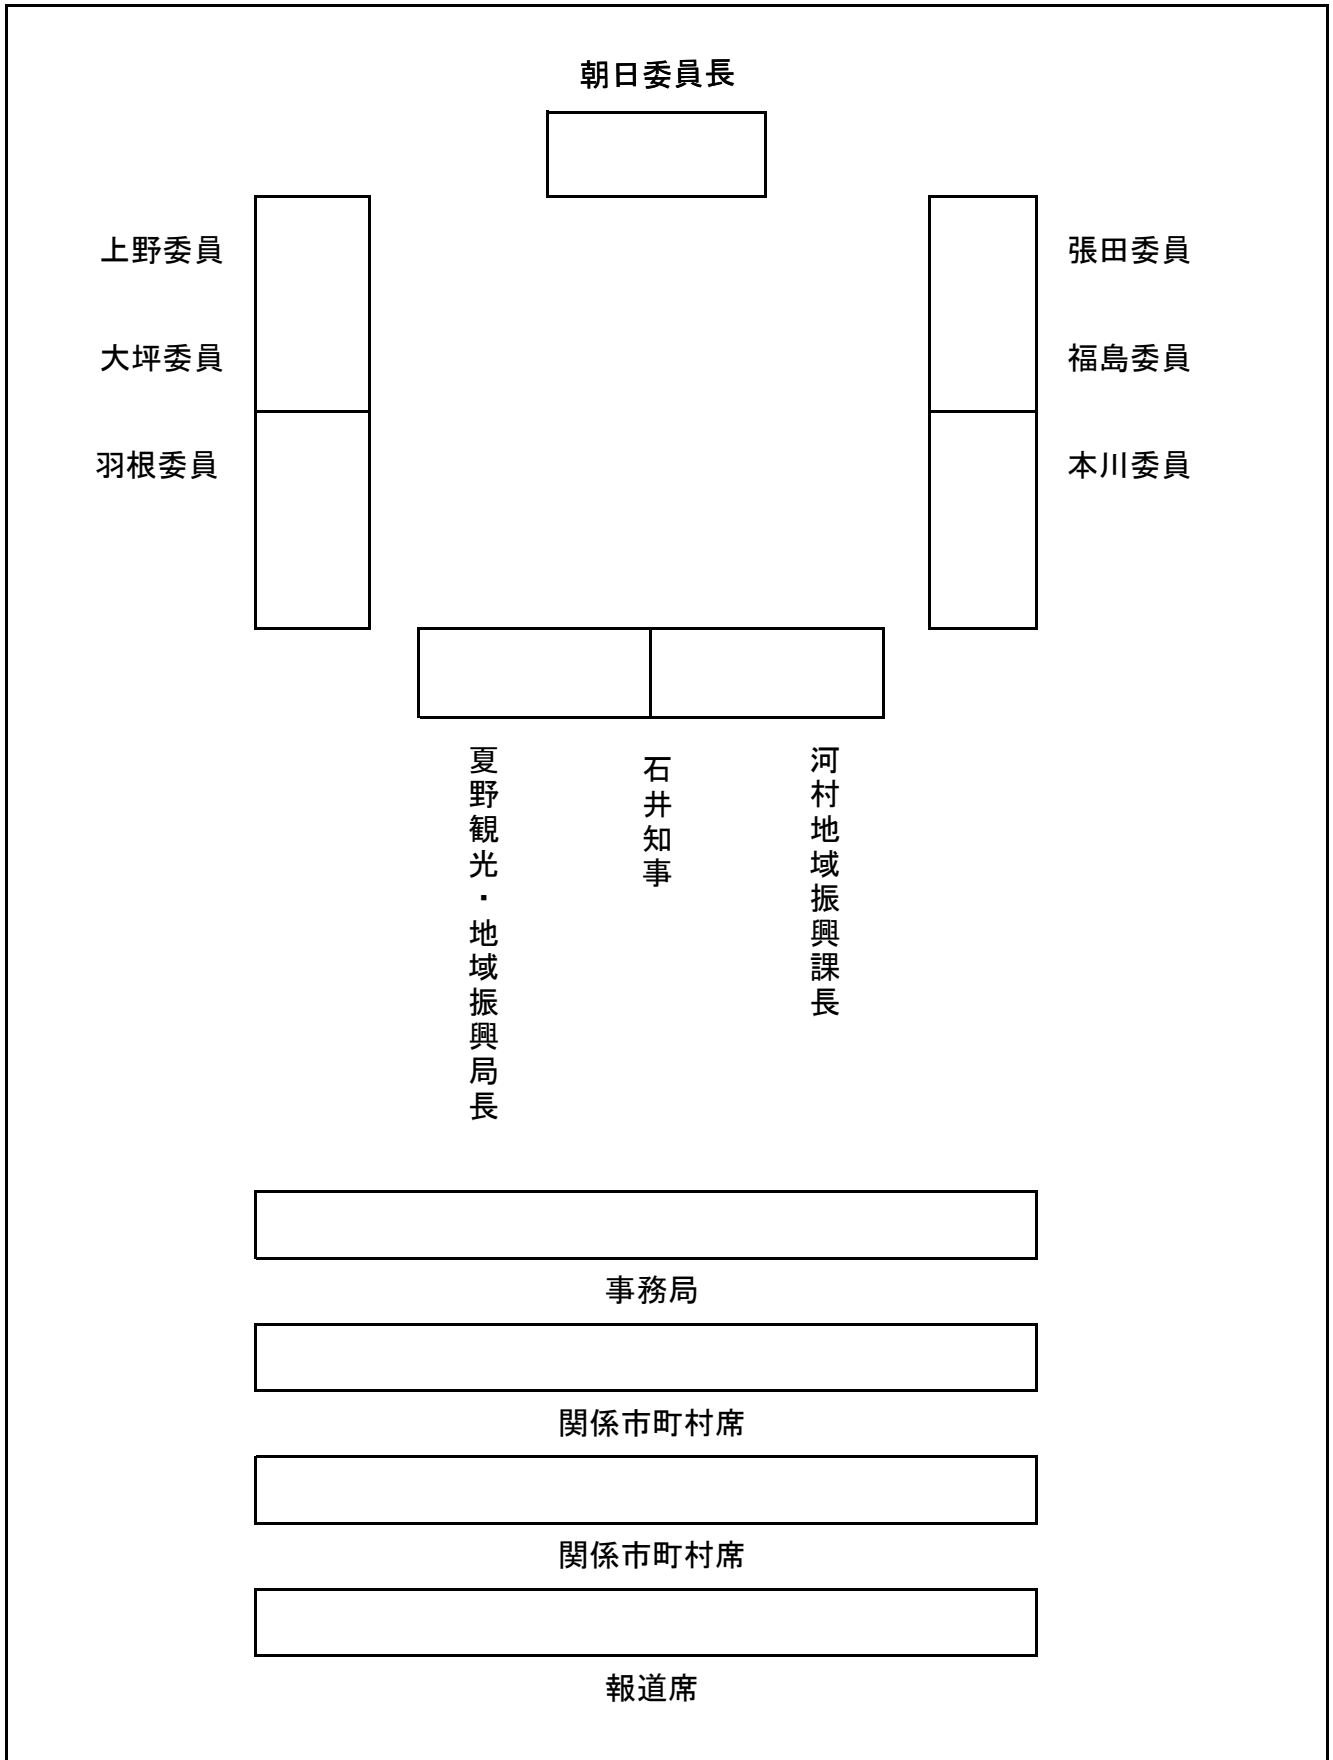 朝日委員長
上野委員
張田委員
大坪委員
福島委員
羽根委員
本川委員
夏野観光・地域振興局長
石井知事
河村地域振興課長
事務局
関係市町村席
関係市町村席
報道席